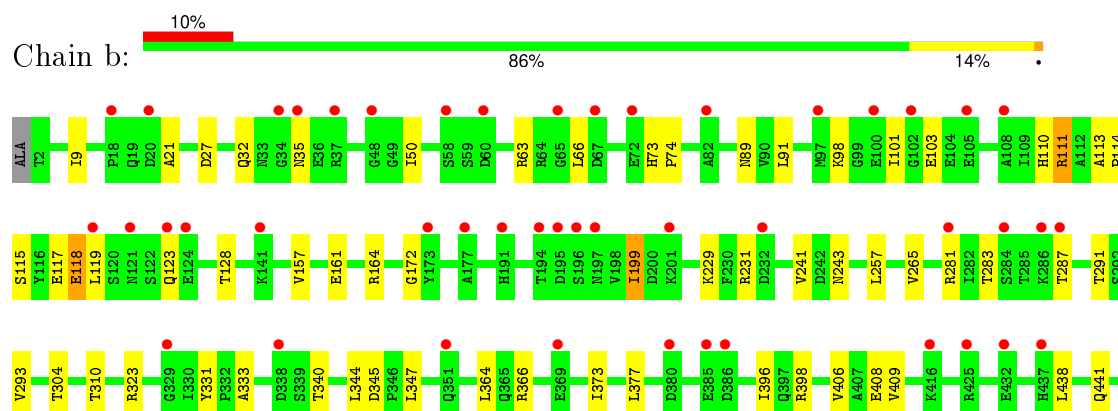 10%
Chain b:
86% 14% •
ALA T2 I9 P18 Q19 D20 A21 D27 Q32 N33 G34 N35 E36 R37 G48 G49 I50 S58 S59 D60 R63 R64 G65 L66 D67 E72 H73 P74 A82 N89 V90 L91 M97 K98 G99 E100 I101 G102 E103 E104 E105 A108 I109 H110 R111 A112 A113 P114
S115 Y116 E117 E118 L119 S120 N121 S122 Q123 E124 T128 K141 V157 E161 R164 G172 Y173 A177 H191 T194 D195 S196 N197 V198 I199 D200 K201 K229 F230 R231 D232 V241 D242 N243 L257 V265 R281 I282 T283 S284 T285 K286 T287 T291 S292
V293 T304 T310 R323 G329 I330 Y331 P332 A333 D338 S339 T340 L344 D345 P346 L347 Q351 L364 Q365 R366 E369 I373 L377 D380 E385 D386 I396 Q397 R398 V406 A407 E408 V409 K416 R425 E432 H437 L438 Q441